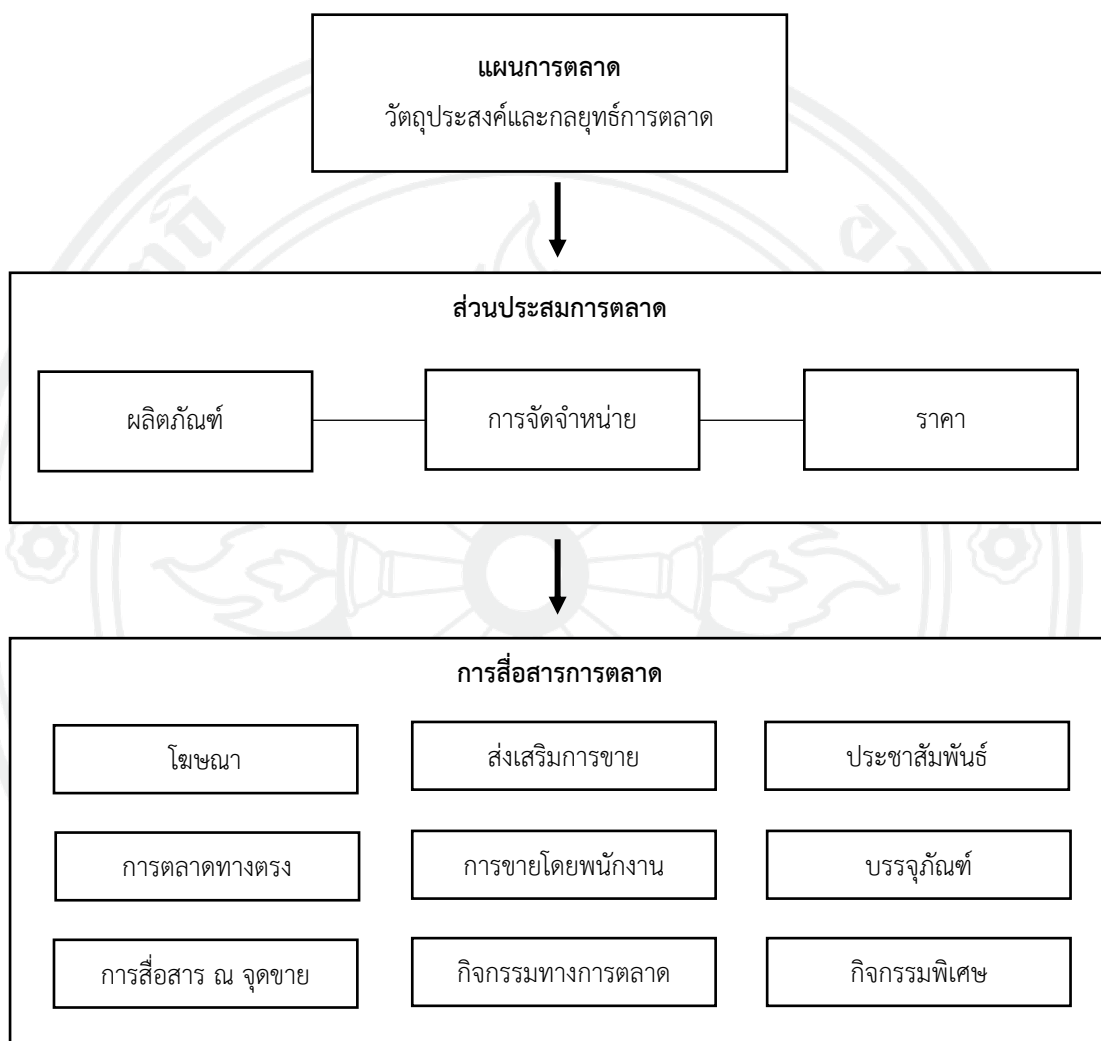 แผนการตลาด
วัตถุประสงค์และกลยุทธ์การตลาด
ส่วนประสมการตลาด
ผลิตภัณฑ์
การจัดจำหน่าย
ราคา
การสื่อสารการตลาด
โฆษณา
ส่งเสริมการขาย
ประชาสัมพันธ์
การตลาดทางตรง
การขายโดยพนักงาน
บรรจุภัณฑ์
การสื่อสาร ณ จุดขาย
กิจกรรมทางการตลาด
กิจกรรมพิเศษ